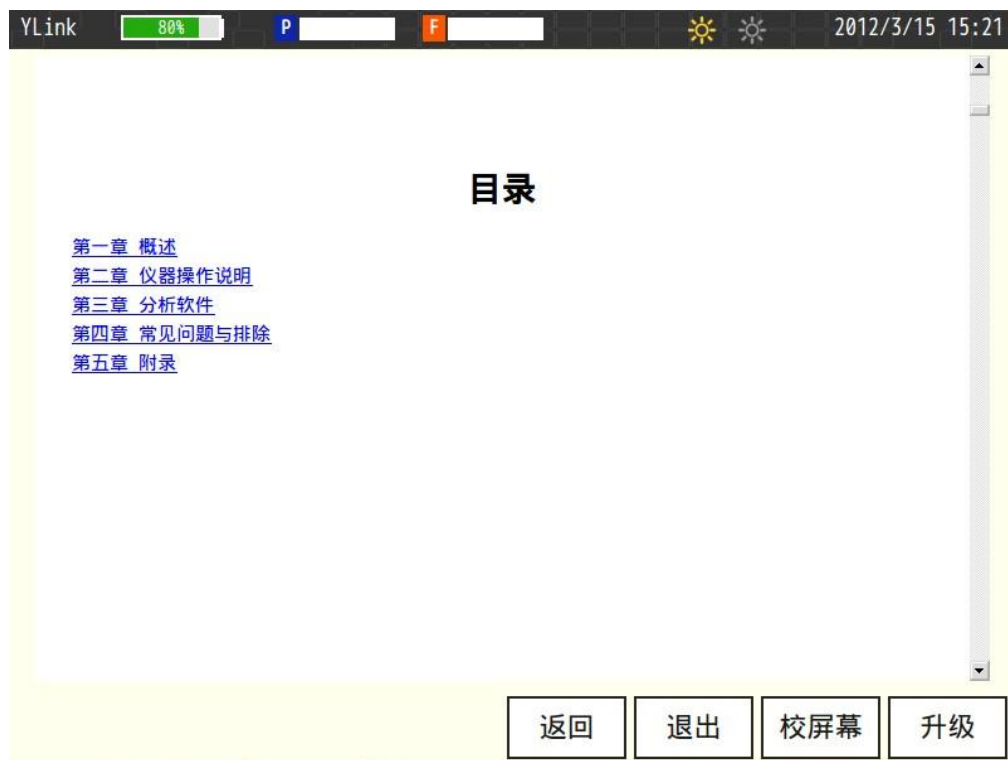 YLink 80% P F 2012/3/15 15:21
目录
第一章 概述
第二章 仪器操作说明
第三章 分析软件
第四章 常见问题与排除
第五章 附录
返回 退出 校屏幕 升级